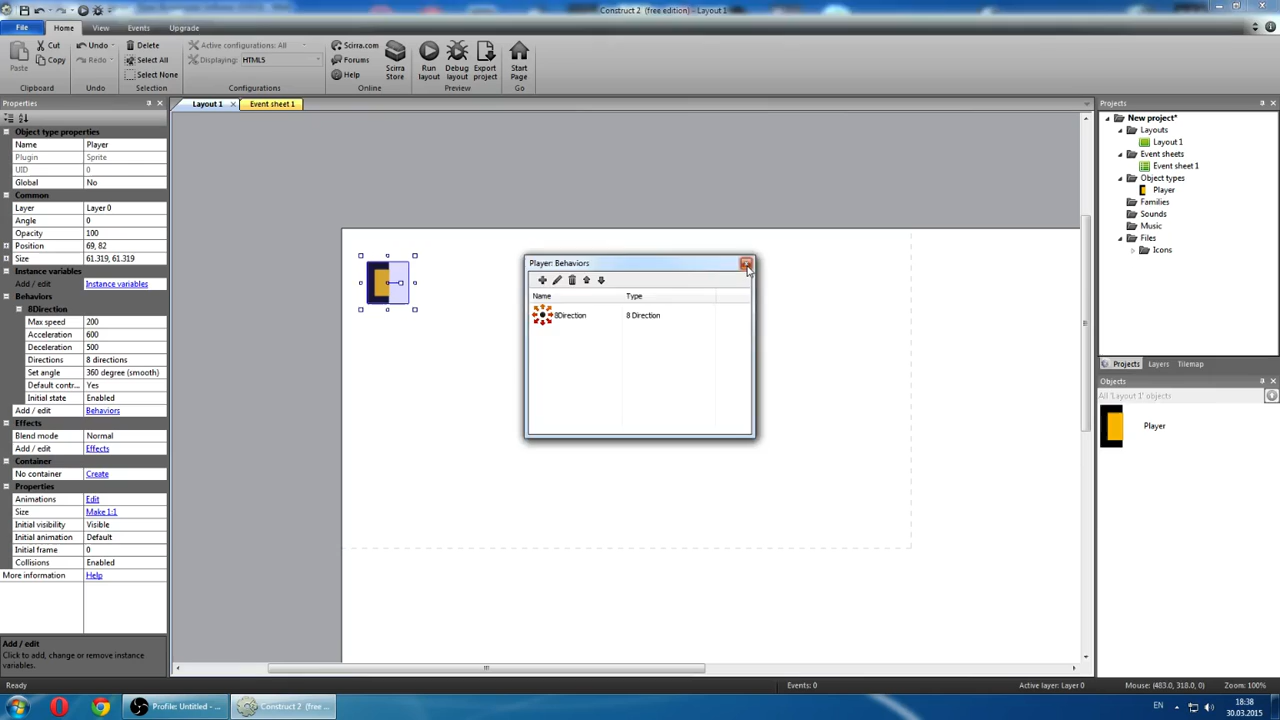 Construct 2 (free edition) - Layout 1
File
Home
View
Events
Upgrade
Paste
Cut
Copy
Clipboard
Undo
Redo
Undo
Delete
Select All
Select None
Selection
Active configurations: All
Displaying: HTML5
Configurations
Scirra.com
Forums
Help
Scirra Store
Online
Run layout
Debug layout
Export project
Preview
Start Page
Go
Properties
Object type properties
Name Player
Plugin Sprite
UID 0
Global No
Common
Layer Layer 0
Angle 0
Opacity 100
Position 69, 82
Size 61.319, 61.319
Instance variables
Add / edit Instance variables
Behaviors
8Direction
Max speed 200
Acceleration 600
Deceleration 500
Directions 8 directions
Set angle 360 degree (smooth)
Default contr... Yes
Initial state Enabled
Add / edit Behaviors
Effects
Blend mode Normal
Add / edit Effects
Container
No container Create
Properties
Animations Edit
Size Make 1:1
Initial visibility Visible
Initial animation Default
Initial frame 0
Collisions Enabled
More information Help
Add / edit
Click to add, change or remove instance
variables.
Layout 1
Event sheet 1
Player: Behaviors
Name Type
8Direction 8 Direction
Projects
New project*
Layouts
Layout 1
Event sheets
Event sheet 1
Object types
Player
Families
Sounds
Music
Files
Icons
Projects
Layers
Tilemap
Objects
All 'Layout 1' objects
Player
Ready
Events: 0
Active layer: Layer 0
Mouse: (483.0, 318.0, 0)
Zoom: 100%
Profile: Untitled - ...
Construct 2 (free ...
EN
18:38
30.03.2015